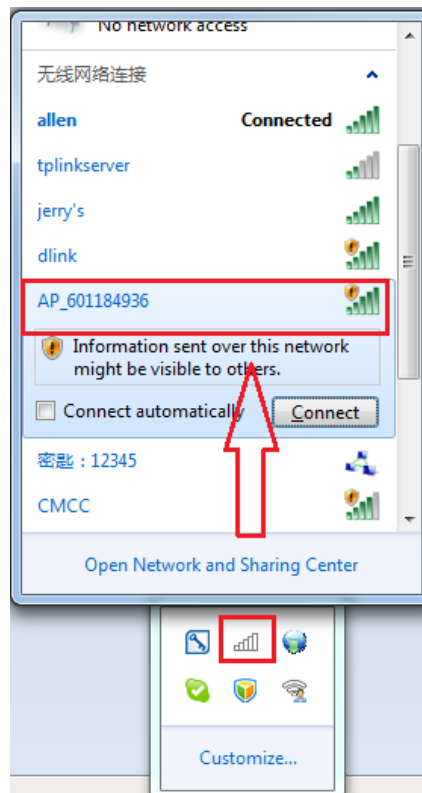 No network access
无线网络连接
allen Connected
tplinkserver
jerry's
dlink
AP_601184936
Information sent over this network
might be visible to others.
Connect automatically Connect
密匙：12345
CMCC
Open Network and Sharing Center
Customize...